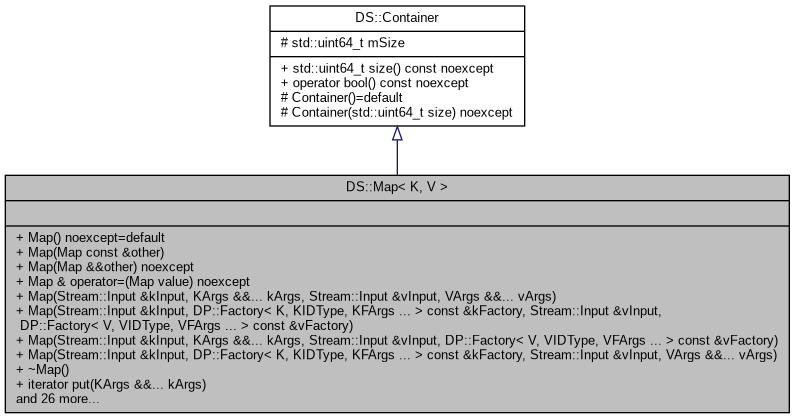 DS::Container
# std::uint64_t mSize
+ std::uint64_t size() const noexcept
+ operator bool() const noexcept
# Container()=default
# Container(std::uint64_t size) noexcept
DS::Map< K, V >
+ Map() noexcept=default
+ Map(Map const &other)
+ Map(Map &&other) noexcept
+ Map & operator=(Map value) noexcept
+ Map(Stream::Input &kInput, KArgs &&... kArgs, Stream::Input &vInput, VArgs &&... vArgs)
+ Map(Stream::Input &kInput, DP::Factory< K, KIDType, KFArgs ... > const &kFactory, Stream::Input &vInput,
DP::Factory< V, VIDType, VFArgs ... > const &vFactory)
+ Map(Stream::Input &kInput, KArgs &&... kArgs, Stream::Input &vInput, DP::Factory< V, VIDType, VFArgs ... > const &vFactory)
+ Map(Stream::Input &kInput, DP::Factory< K, KIDType, KFArgs ... > const &kFactory, Stream::Input &vInput, VArgs &&... vArgs)
+ ~Map()
+ iterator put(KArgs &&... kArgs)
and 26 more...